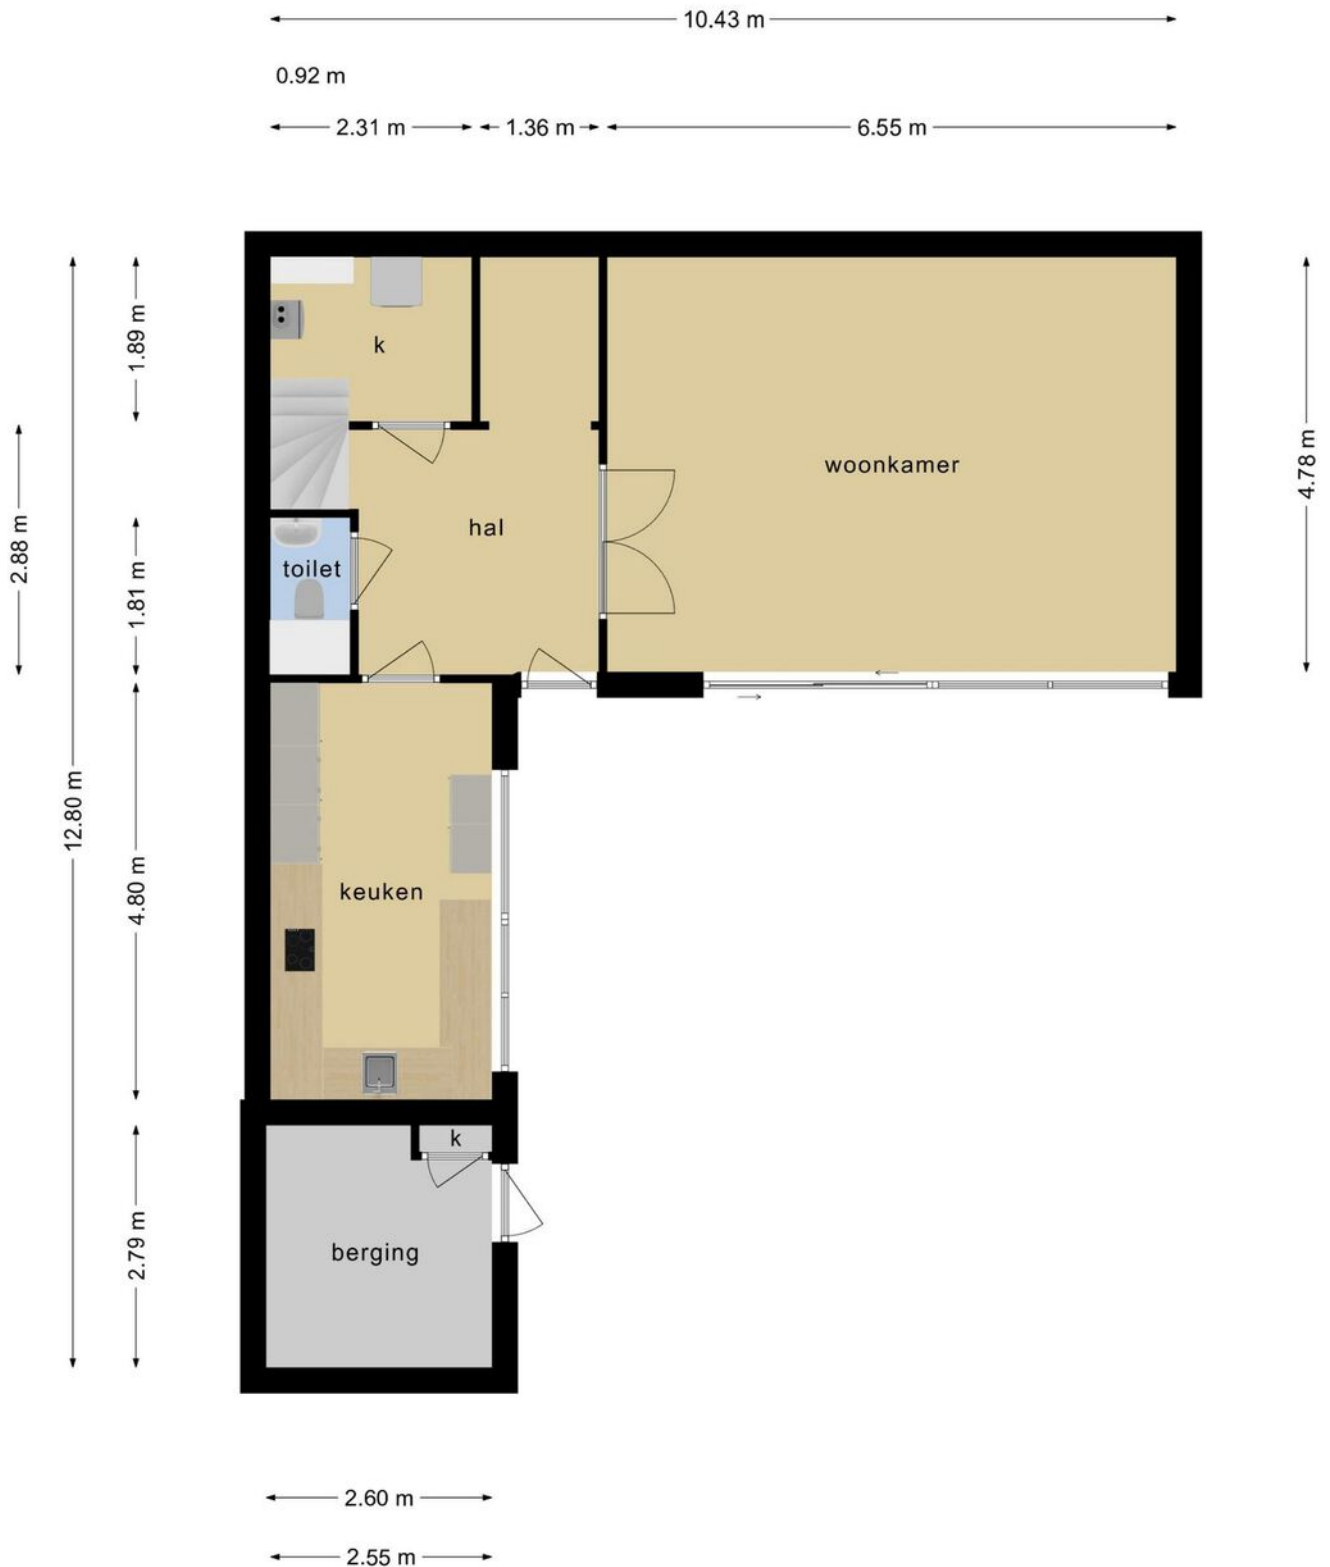 10.43 m
0.92 m
2.31 m 1.36 m 6.55 m
1.89 m
k
4.78 m
woonkamer
hal
2.88 m
toilet
1.81 m
12.80 m
4.80 m
keuken
k
2.79 m
berging
2.60 m
2.55 m